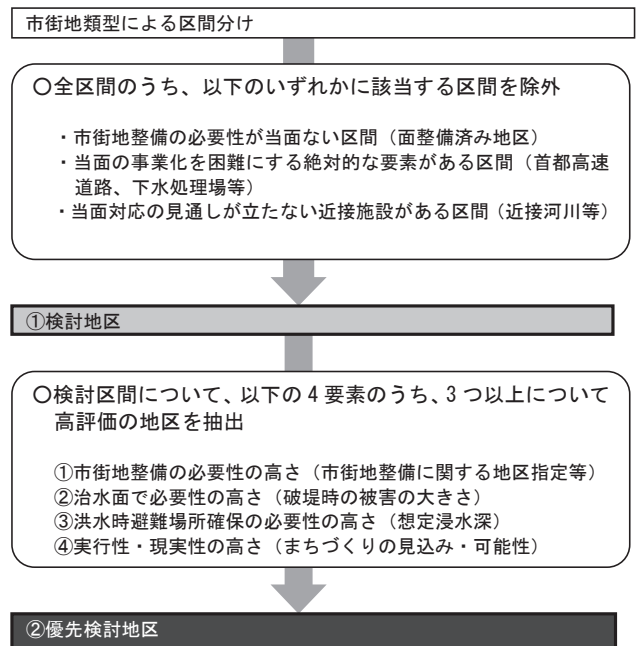 市街地類型による区間分け
〇全区間のうち、以下のいずれかに該当する区間を除外
・市街地整備の必要性が当面ない区間（面整備済み地区）
・当面の事業化を困難にする絶対的な要素がある区間（首都高速
道路、下水処理場等）
・当面対応の見通しが立たない近接施設がある区間（近接河川等）
①検討地区
〇検討区間について、以下の４要素のうち、３つ以上について
高評価の地区を抽出
①市街地整備の必要性の高さ（市街地整備に関する地区指定等）
②治水面で必要性の高さ（破堤時の被害の大きさ）
③洪水時避難場所確保の必要性の高さ（想定浸水深）
④実行性・現実性の高さ（まちづくりの見込み・可能性）
②優先検討地区